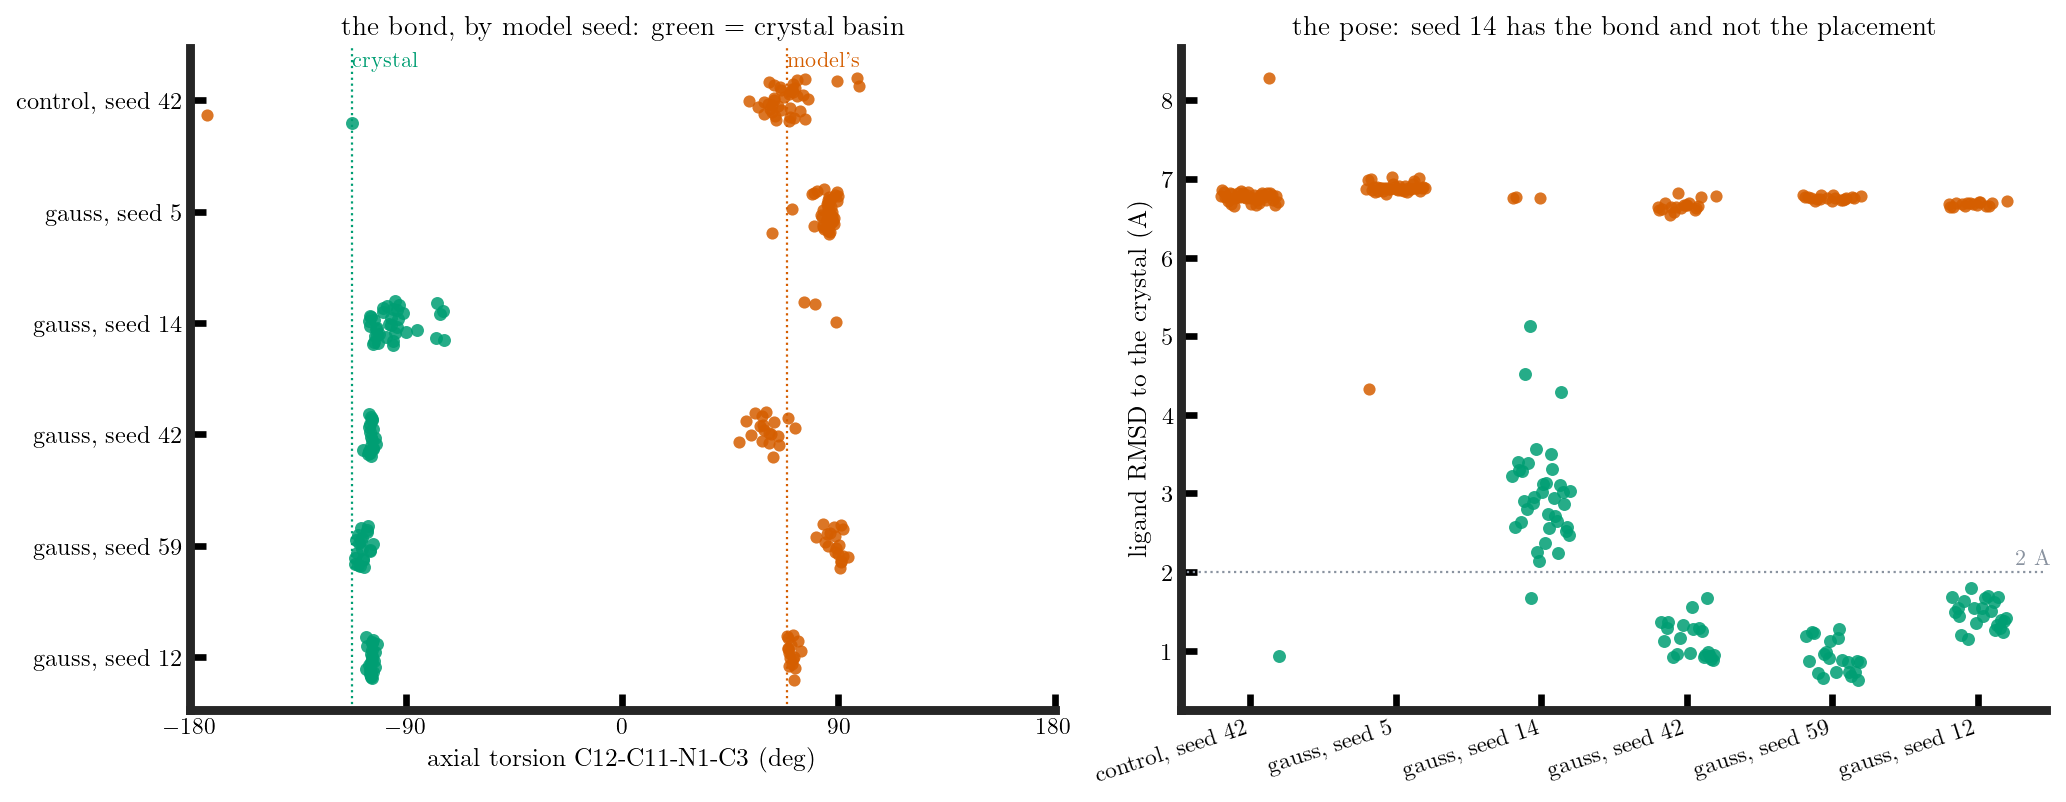 the bond, by model seed: green = crystal basin
crystal
model's
control, seed 42
gauss, seed 5
gauss, seed 14
gauss, seed 42
gauss, seed 59
gauss, seed 12
−180
−90
0
90
180
axial torsion C12-C11-N1-C3 (deg)
the pose: seed 14 has the bond and not the placement
ligand RMSD to the crystal (A)
8
7
6
5
4
3
2
1
2 A
control, seed 42
gauss, seed 5
gauss, seed 14
gauss, seed 42
gauss, seed 59
gauss, seed 12